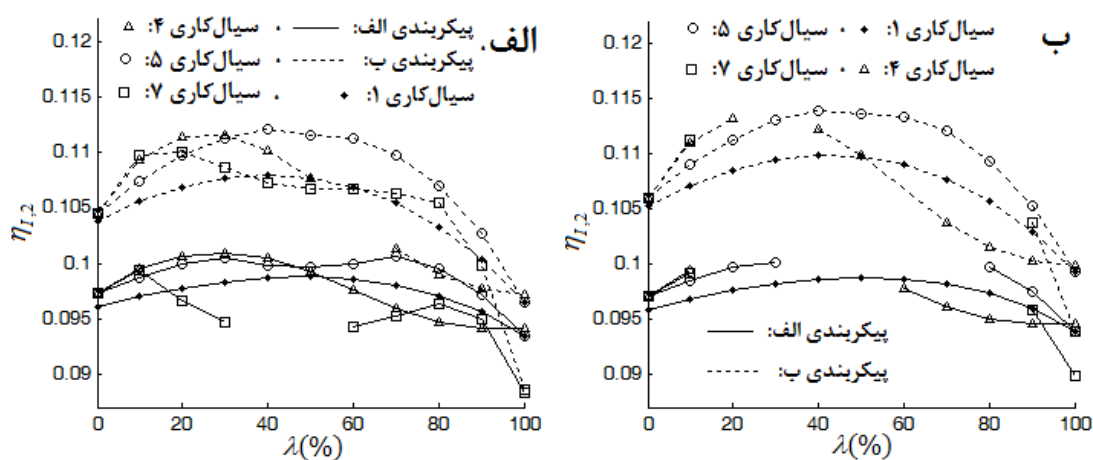 الف.
پیکربندی الف: ، سیال‌کاری ۴:
پیکربندی ب: ، سیال‌کاری ۵:
سیال‌کاری ۱: ، سیال‌کاری ۷:
0.12
0.115
0.11
0.105
0.1
0.095
0.09
η_{I,2}
0 20 40 60 80 100
λ(%)
ب
سیال‌کاری ۱: ، سیال‌کاری ۵:
سیال‌کاری ۴: ، سیال‌کاری ۷:
0.12
0.115
0.11
0.105
0.1
0.095
0.09
η_{I,2}
پیکربندی الف:
پیکربندی ب:
0 20 40 60 80 100
λ(%)